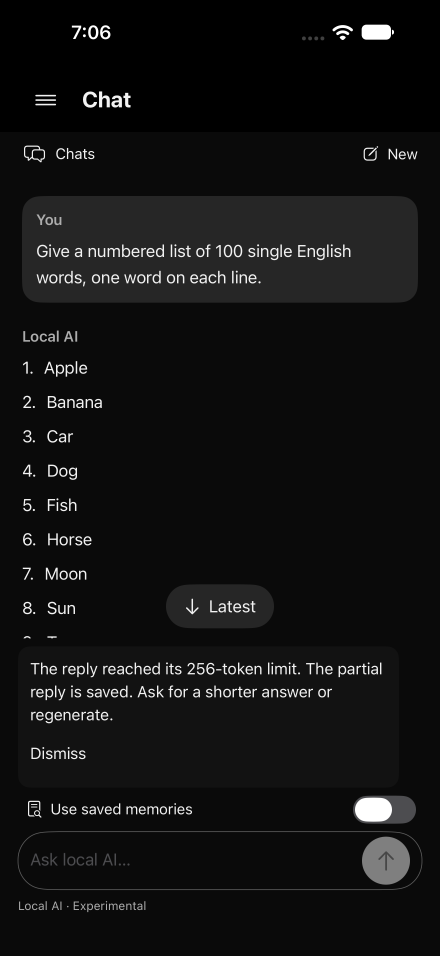 7:06
Chat
Chats
New
You
Give a numbered list of 100 single English
words, one word on each line.
Local AI
1. Apple
2. Banana
3. Car
4. Dog
5. Fish
6. Horse
7. Moon
8. Sun
Latest
The reply reached its 256-token limit. The partial
reply is saved. Ask for a shorter answer or
regenerate.
Dismiss
Use saved memories
Ask local AI...
Local AI · Experimental